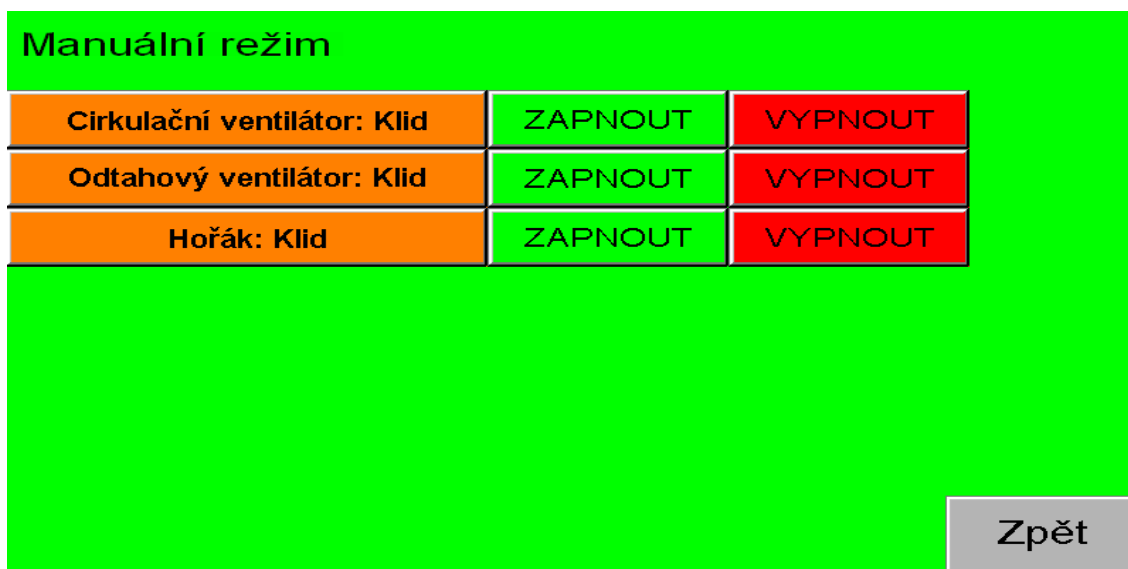 Manuální režim
Cirkulační ventilátor: Klid ZAPNOUT VYPNOUT
Odtahový ventilátor: Klid ZAPNOUT VYPNOUT
Hořák: Klid ZAPNOUT VYPNOUT
Zpět